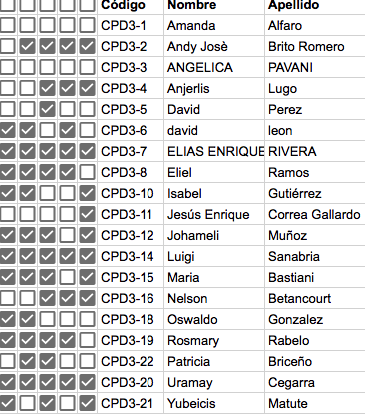 Código Nombre Apellido
CPD3-1 Amanda Alfaro
CPD3-2 Andy Josè Brito Romero
CPD3-3 ANGELICA PAVANI
CPD3-4 Anjerlis Lugo
CPD3-5 David Perez
CPD3-6 david leon
CPD3-7 ELIAS ENRIQUE RIVERA
CPD3-8 Eliel Ramos
CPD3-10 Isabel Gutiérrez
CPD3-11 Jesús Enrique Correa Gallardo
CPD3-12 Johameli Muñoz
CPD3-14 Luigi Sanabria
CPD3-15 Maria Bastiani
CPD3-16 Nelson Betancourt
CPD3-18 Oswaldo Gonzalez
CPD3-19 Rosmary Rabelo
CPD3-22 Patricia Briceño
CPD3-20 Uramay Cegarra
CPD3-21 Yubeicis Matute